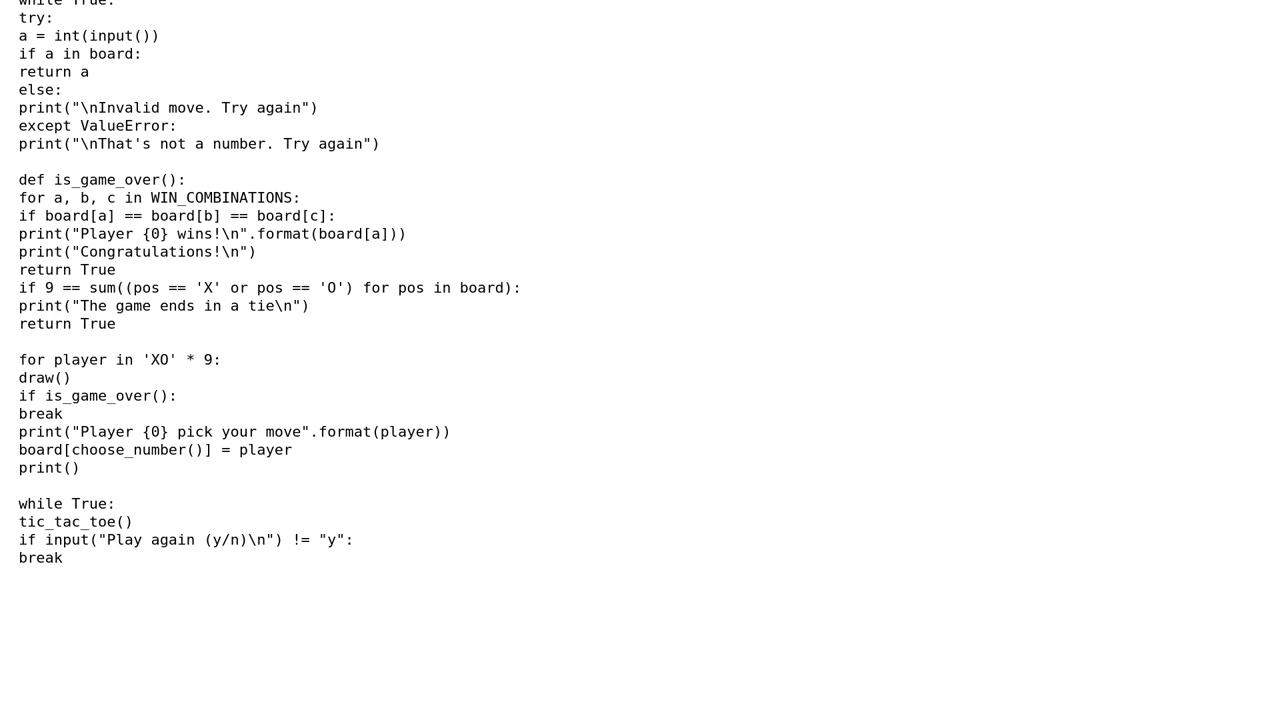 while True:
try:
a = int(input())
if a in board:
return a
else:
print("\nInvalid move. Try again")
except ValueError:
print("\nThat's not a number. Try again")

def is_game_over():
for a, b, c in WIN_COMBINATIONS:
if board[a] == board[b] == board[c]:
print("Player {0} wins!\n".format(board[a]))
print("Congratulations!\n")
return True
if 9 == sum((pos == 'X' or pos == 'O') for pos in board):
print("The game ends in a tie\n")
return True

for player in 'XO' * 9:
draw()
if is_game_over():
break
print("Player {0} pick your move".format(player))
board[choose_number()] = player
print()

while True:
tic_tac_toe()
if input("Play again (y/n)\n") != "y":
break